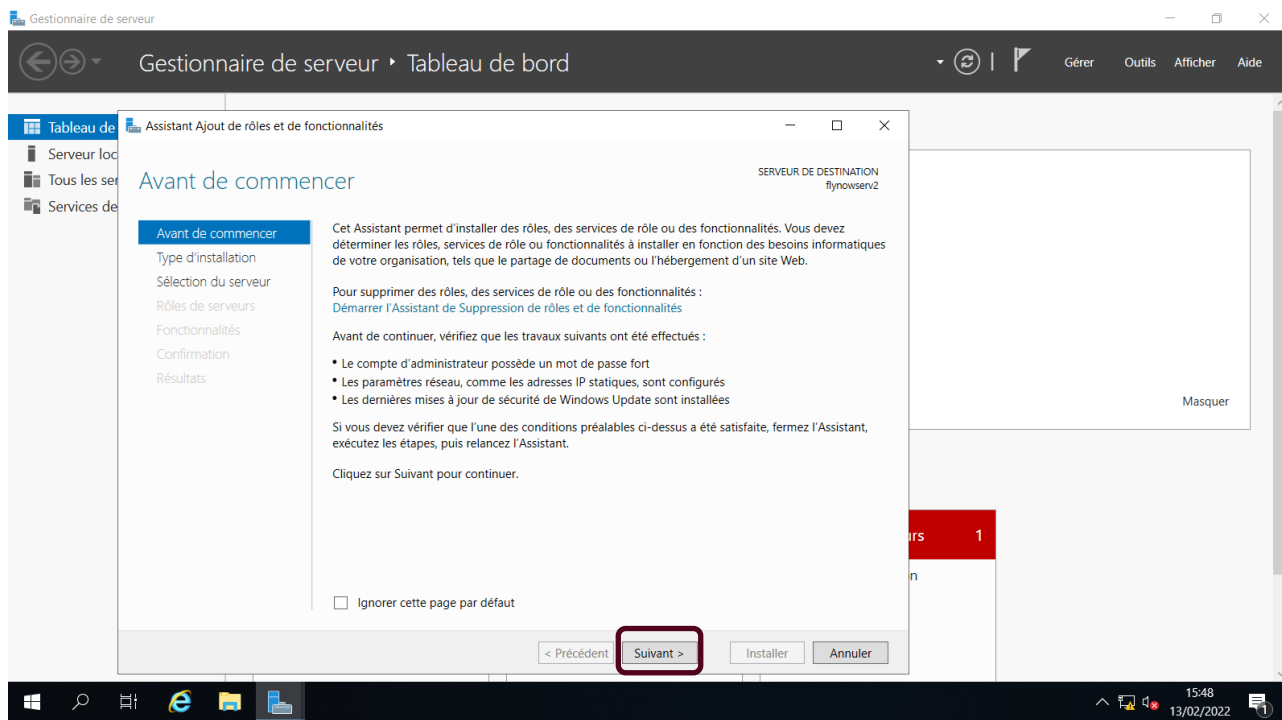 Gestionnaire de serveur
Gestionnaire de serveur ‣ Tableau de bord
Gérer Outils Afficher Aide
Tableau de
Serveur loc
Tous les ser
Services de
Assistant Ajout de rôles et de fonctionnalités
Avant de commencer
SERVEUR DE DESTINATION
flynowserv2
Avant de commencer
Type d'installation
Sélection du serveur
Rôles de serveurs
Fonctionnalités
Confirmation
Résultats
Cet Assistant permet d'installer des rôles, des services de rôle ou des fonctionnalités. Vous devez
déterminer les rôles, services de rôle ou fonctionnalités à installer en fonction des besoins informatiques
de votre organisation, tels que le partage de documents ou l'hébergement d'un site Web.
Pour supprimer des rôles, des services de rôle ou des fonctionnalités :
Démarrer l'Assistant de Suppression de rôles et de fonctionnalités
Avant de continuer, vérifiez que les travaux suivants ont été effectués :
• Le compte d'administrateur possède un mot de passe fort
• Les paramètres réseau, comme les adresses IP statiques, sont configurés
• Les dernières mises à jour de sécurité de Windows Update sont installées
Si vous devez vérifier que l'une des conditions préalables ci-dessus a été satisfaite, fermez l'Assistant,
exécutez les étapes, puis relancez l'Assistant.
Cliquez sur Suivant pour continuer.
Ignorer cette page par défaut
< Précédent Suivant > Installer Annuler
Masquer
urs 1
n
15:48
13/02/2022
1